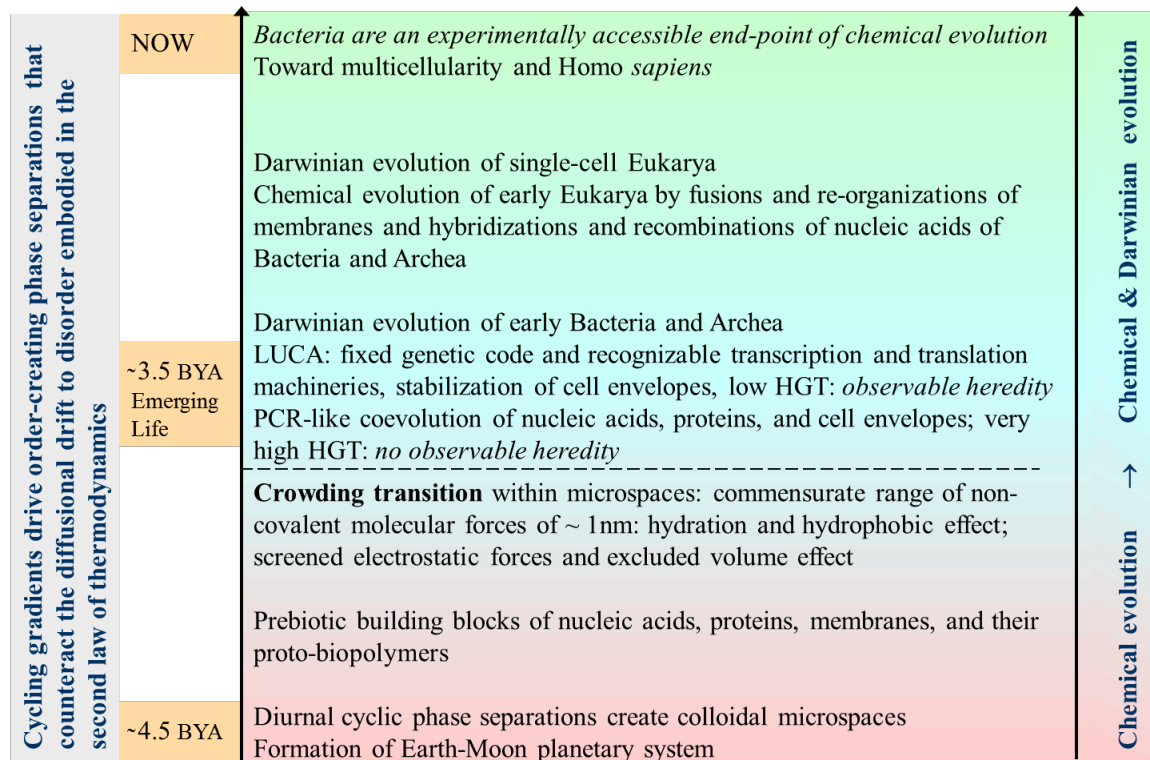 Cycling gradients drive order-creating phase separations that
counteract the diffusional drift to disorder embodied in the
second law of thermodynamics
NOW
~3.5 BYA
Emerging
Life
~4.5 BYA
Bacteria are an experimentally accessible end-point of chemical evolution
Toward multicellularity and Homo sapiens
Darwinian evolution of single-cell Eukarya
Chemical evolution of early Eukarya by fusions and re-organizations of
membranes and hybridizations and recombinations of nucleic acids of
Bacteria and Archea
Darwinian evolution of early Bacteria and Archea
LUCA: fixed genetic code and recognizable transcription and translation
machineries, stabilization of cell envelopes, low HGT: observable heredity
PCR-like coevolution of nucleic acids, proteins, and cell envelopes; very
high HGT: no observable heredity
Crowding transition within microspaces: commensurate range of non-
covalent molecular forces of ~ 1nm: hydration and hydrophobic effect;
screened electrostatic forces and excluded volume effect
Prebiotic building blocks of nucleic acids, proteins, membranes, and their
proto-biopolymers
Diurnal cyclic phase separations create colloidal microspaces
Formation of Earth-Moon planetary system
Chemical evolution → Chemical & Darwinian evolution